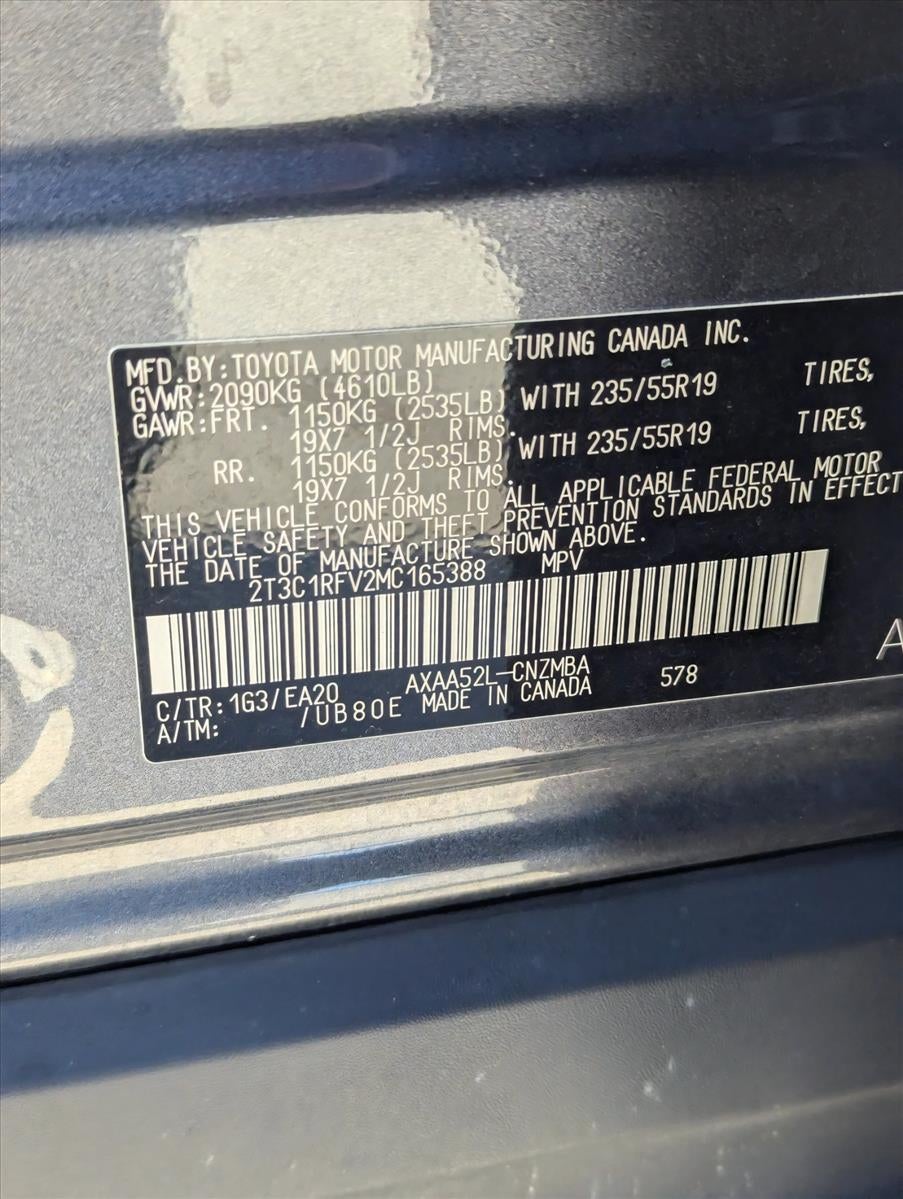 MFD.BY:TOYOTA MOTOR MANUFACTURING CANADA INC.
GVWR:2090KG (4610LB)
GAWR:FRT. 1150KG (2535LB) WITH 235/55R19 TIRES,
19X7 1/2J RIMS.
RR. 1150KG (2535LB) WITH 235/55R19 TIRES,
19X7 1/2J RIMS.
THIS VEHICLE CONFORMS TO ALL APPLICABLE FEDERAL MOTOR
VEHICLE SAFETY AND THEFT PREVENTION STANDARDS IN EFFECT
THE DATE OF MANUFACTURE SHOWN ABOVE.
2T3C1RFV2MC165388 MPV
C/TR:1G3/EA20 AXAA52L-CNZMBA 578
A/TM: /UB80E MADE IN CANADA
A